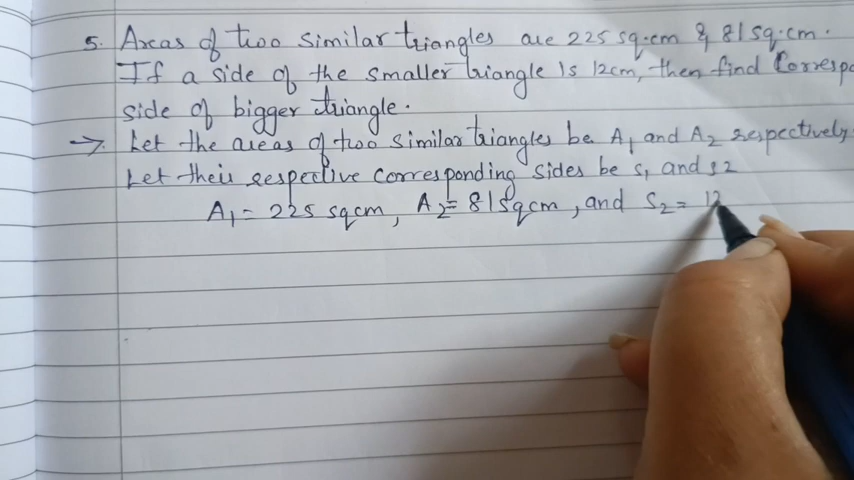 5. Areas of two similar triangles are 225 sq.cm & 81 sq.cm.
If a side of the smaller triangle is 12cm, then find Correspo
side of bigger triangle.
→ Let the areas of two similar triangles be A₁ and A₂ respectively
Let their respective corresponding sides be s₁ and s2
A₁ = 225 sqcm, A₂ = 81 Sqcm, and S₂ = 12